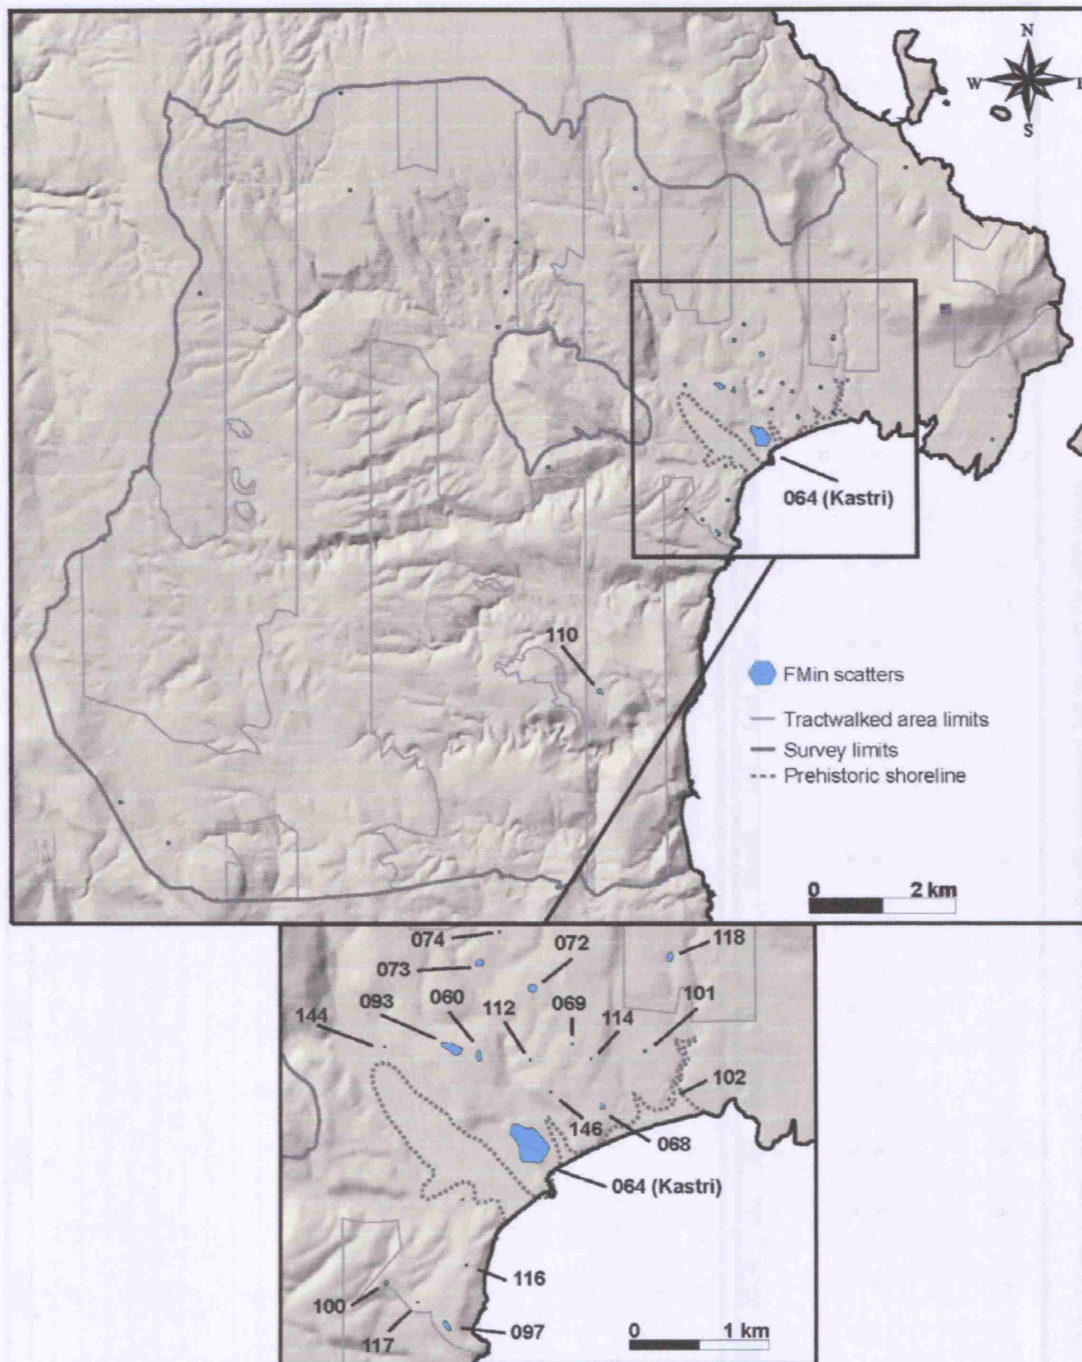 N
W
S
064 (Kastri)
110
FMin scatters
Tractwalked area limits
Survey limits
Prehistoric shoreline
0 2 km
074
072
118
073
093
060
112
069
114
101
144
102
146
068
064 (Kastri)
116
100
117
097
0 1 km